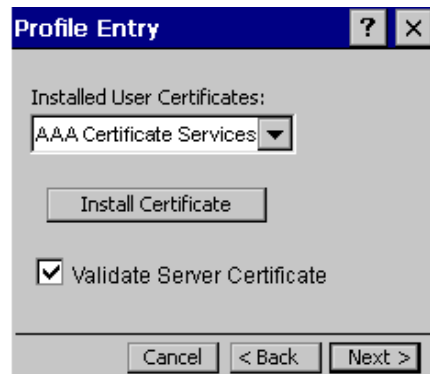 Profile Entry ? ×
Installed User Certificates:
AAA Certificate Services
Install Certificate
Validate Server Certificate
Cancel < Back Next >